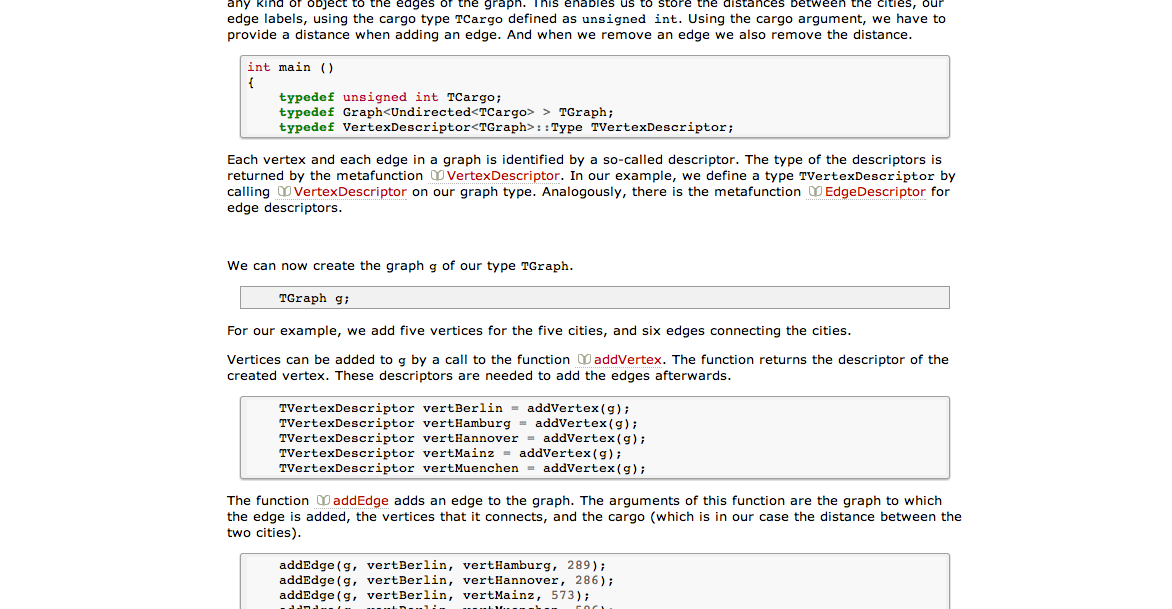 any kind of object to the edges of the graph. This enables us to store the distances between the cities, our
edge labels, using the cargo type TCargo defined as unsigned int. Using the cargo argument, we have to
provide a distance when adding an edge. And when we remove an edge we also remove the distance.
int main ()
{
    typedef unsigned int TCargo;
    typedef Graph<Undirected<TCargo> > TGraph;
    typedef VertexDescriptor<TGraph>::Type TVertexDescriptor;
Each vertex and each edge in a graph is identified by a so-called descriptor. The type of the descriptors is
returned by the metafunction VertexDescriptor. In our example, we define a type TVertexDescriptor by
calling VertexDescriptor on our graph type. Analogously, there is the metafunction EdgeDescriptor for
edge descriptors.
We can now create the graph g of our type TGraph.
    TGraph g;
For our example, we add five vertices for the five cities, and six edges connecting the cities.
Vertices can be added to g by a call to the function addVertex. The function returns the descriptor of the
created vertex. These descriptors are needed to add the edges afterwards.
    TVertexDescriptor vertBerlin = addVertex(g);
    TVertexDescriptor vertHamburg = addVertex(g);
    TVertexDescriptor vertHannover = addVertex(g);
    TVertexDescriptor vertMainz = addVertex(g);
    TVertexDescriptor vertMuenchen = addVertex(g);
The function addEdge adds an edge to the graph. The arguments of this function are the graph to which
the edge is added, the vertices that it connects, and the cargo (which is in our case the distance between the
two cities).
    addEdge(g, vertBerlin, vertHamburg, 289);
    addEdge(g, vertBerlin, vertHannover, 286);
    addEdge(g, vertBerlin, vertMainz, 573);